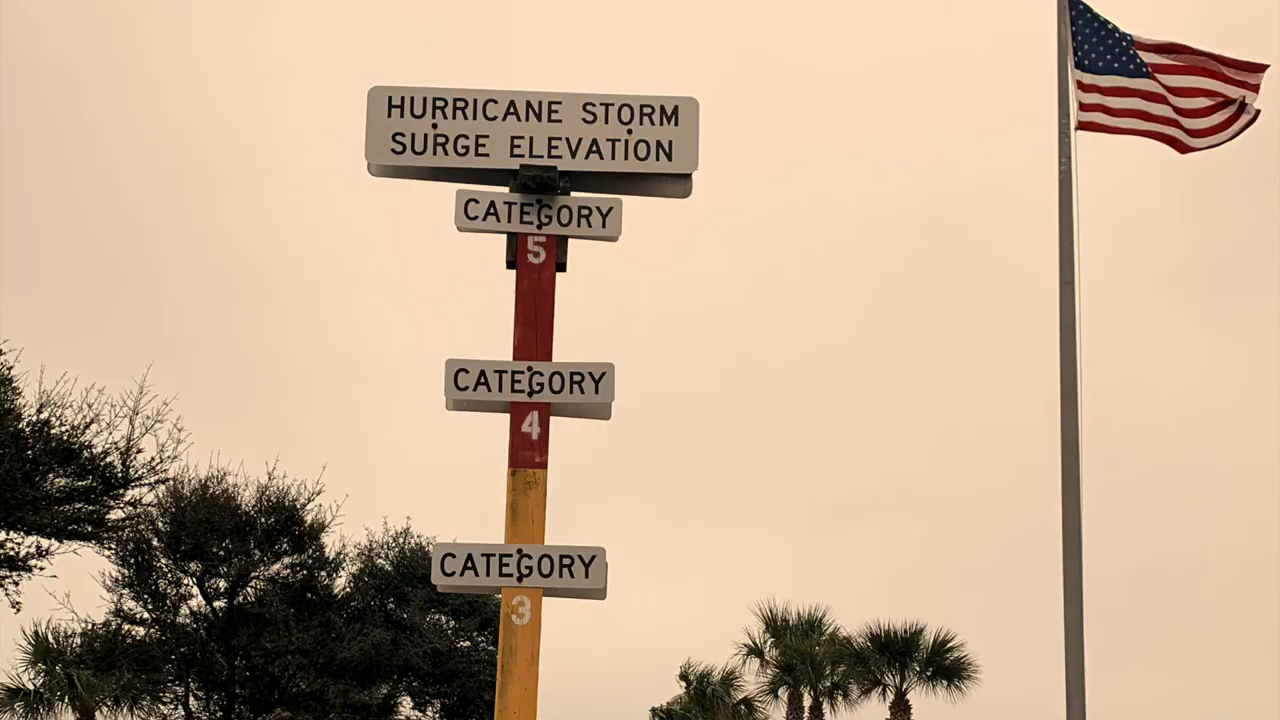 HURRICANE STORM
SURGE ELEVATION
CATEGORY
5
CATEGORY
4
CATEGORY
3